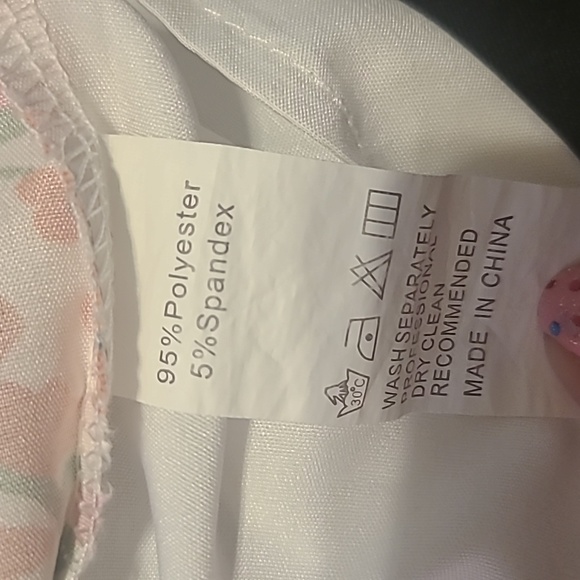 95%Polyester
5%Spandex
30°C
WASH SEPARATELY
PROFESSIONAL
DRY CLEAN
RECOMMENDED
MADE IN CHINA